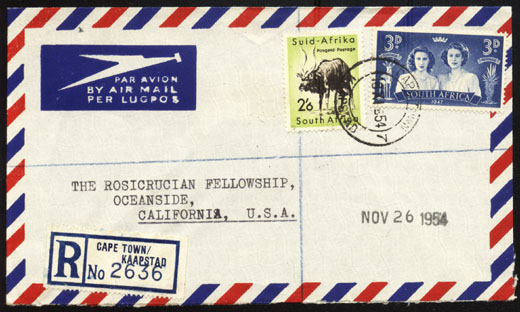 PAR AVION
BY AIR MAIL
PER LUGPOS
Suid-Afrika
Posgeld Postage
2/6
South Africa
3D 3D
SOUTH AFRICA
1947
54
THE ROSICRUCIAN FELLOWSHIP,
OCEANSIDE,
CALIFORNIA, U.S.A.
NOV 26 1954
R
CAPE TOWN/
KAAPSTAD
No 2636